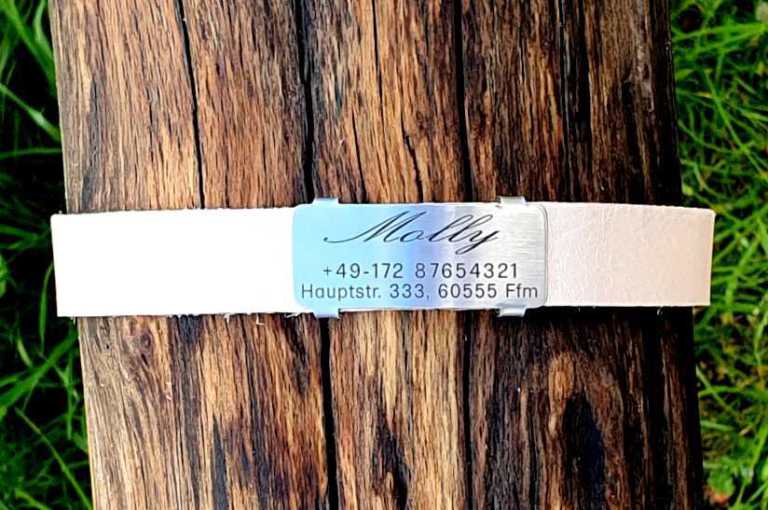 Molly
+49-172 87654321
Hauptstr. 333, 60555 Ffm